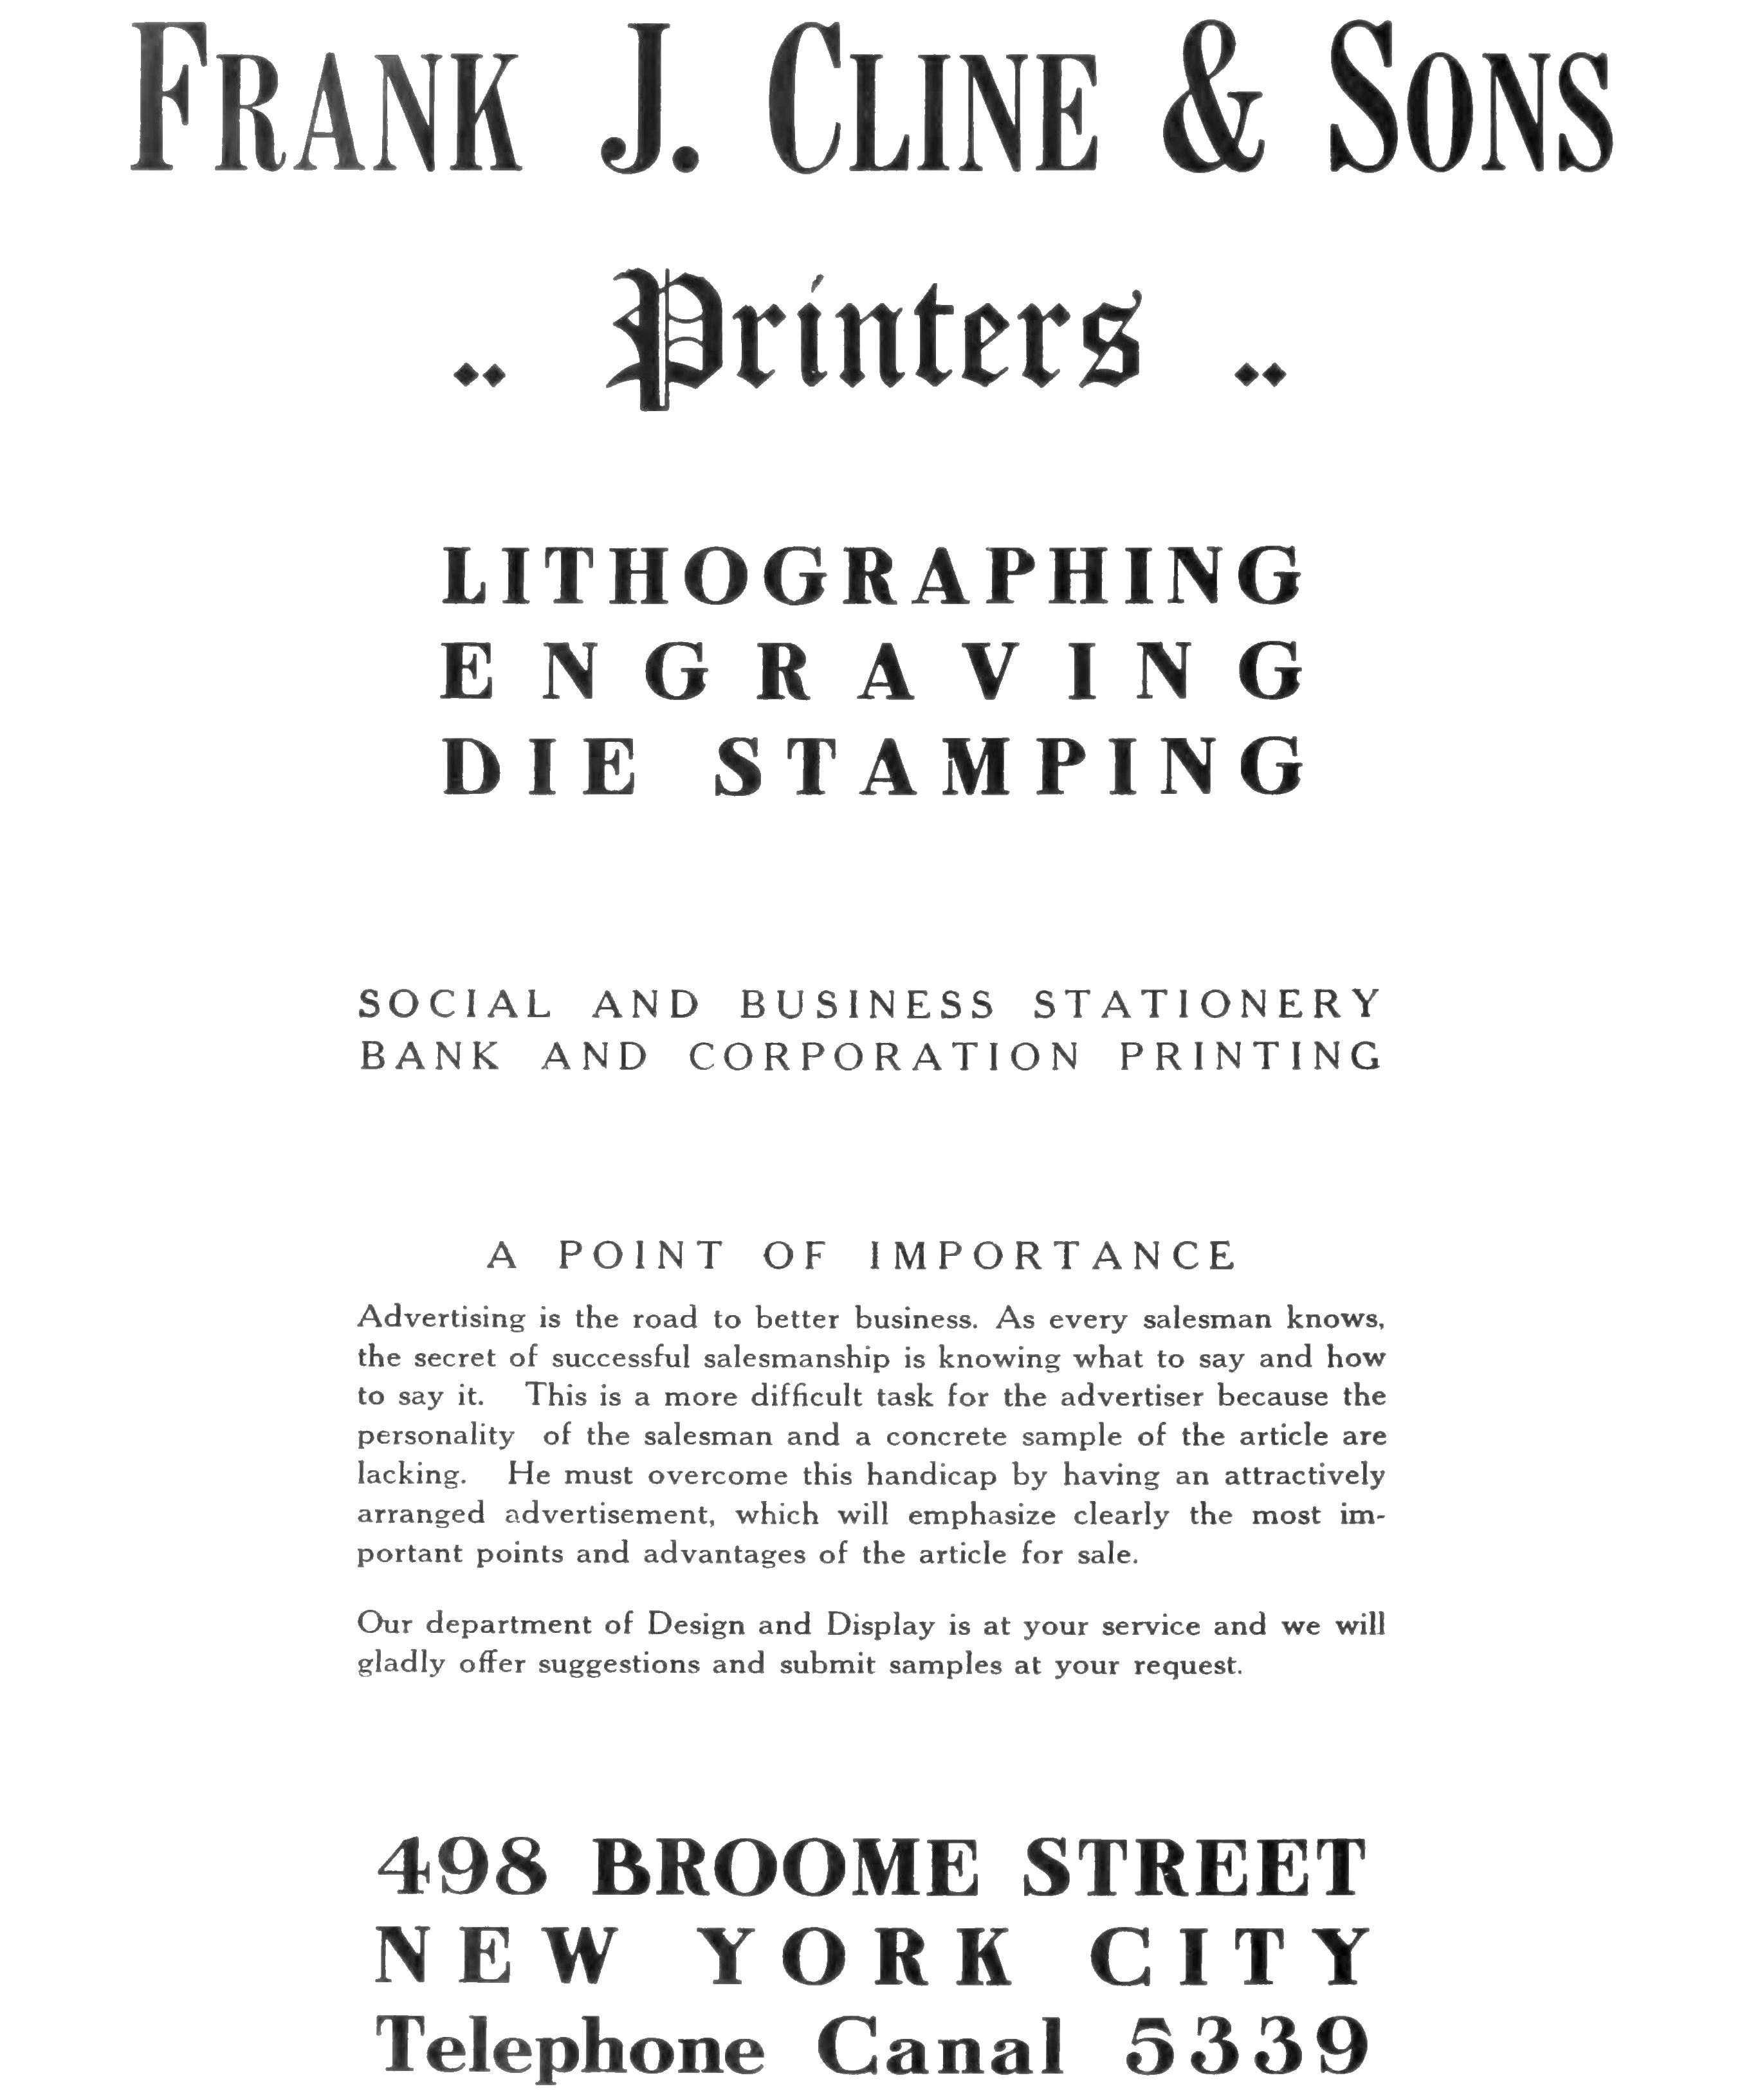 FRANK J. CLINE & SONS
Printers
LITHOGRAPHING
ENGRAVING
DIE STAMPING
SOCIAL AND BUSINESS STATIONERY
BANK AND CORPORATION PRINTING
A POINT OF IMPORTANCE
Advertising is the road to better business. As every salesman knows,
the secret of successful salesmanship is knowing what to say and how
to say it. This is a more difficult task for the advertiser because the
personality of the salesman and a concrete sample of the article are
lacking. He must overcome this handicap by having an attractively
arranged advertisement, which will emphasize clearly the most im-
portant points and advantages of the article for sale.
Our department of Design and Display is at your service and we will
gladly offer suggestions and submit samples at your request.
498 BROOME STREET
NEW YORK CITY
Telephone Canal 5339